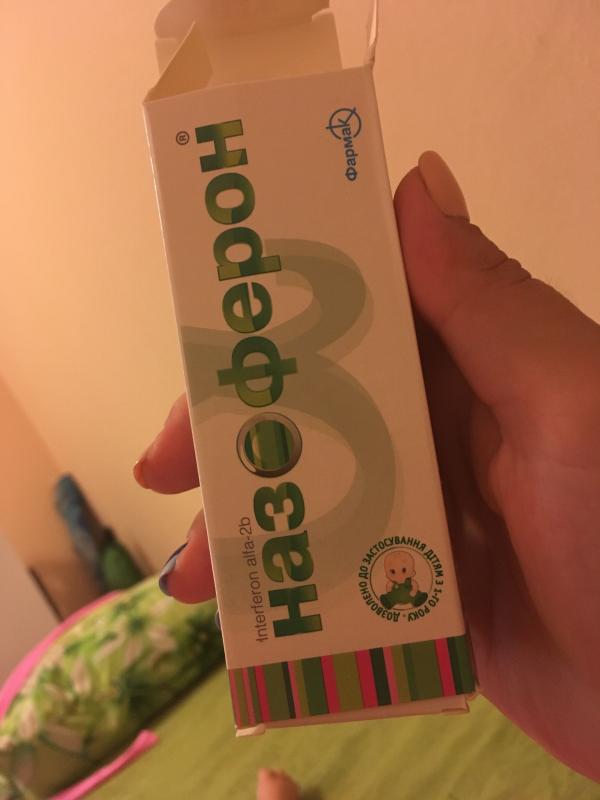 Фармак
назоферон®
Interferon alfa-2b
ДОЗВОЛЕНО ДО ЗАСТОСУВАННЯ ДІТЯМ З 1-ГО РОКУ